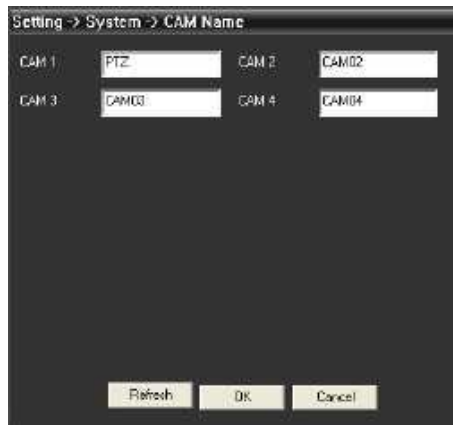 Setting -> System -> CAM Name
CAM 1 PTZ CAM 2 CAM02
CAM 3 CAM03 CAM 4 CAM04
Refresh OK Cancel